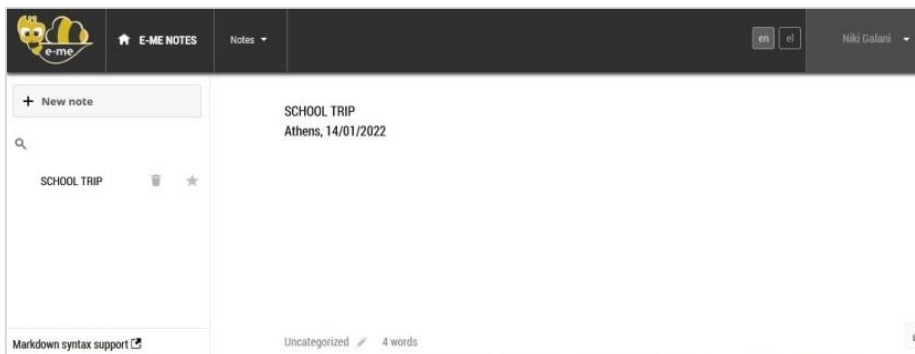 e-me
E-ME NOTES
Notes
en
el
Niki Galani
+ New note
SCHOOL TRIP
Athens, 14/01/2022
SCHOOL TRIP
Markdown syntax support
Uncategorized
4 words